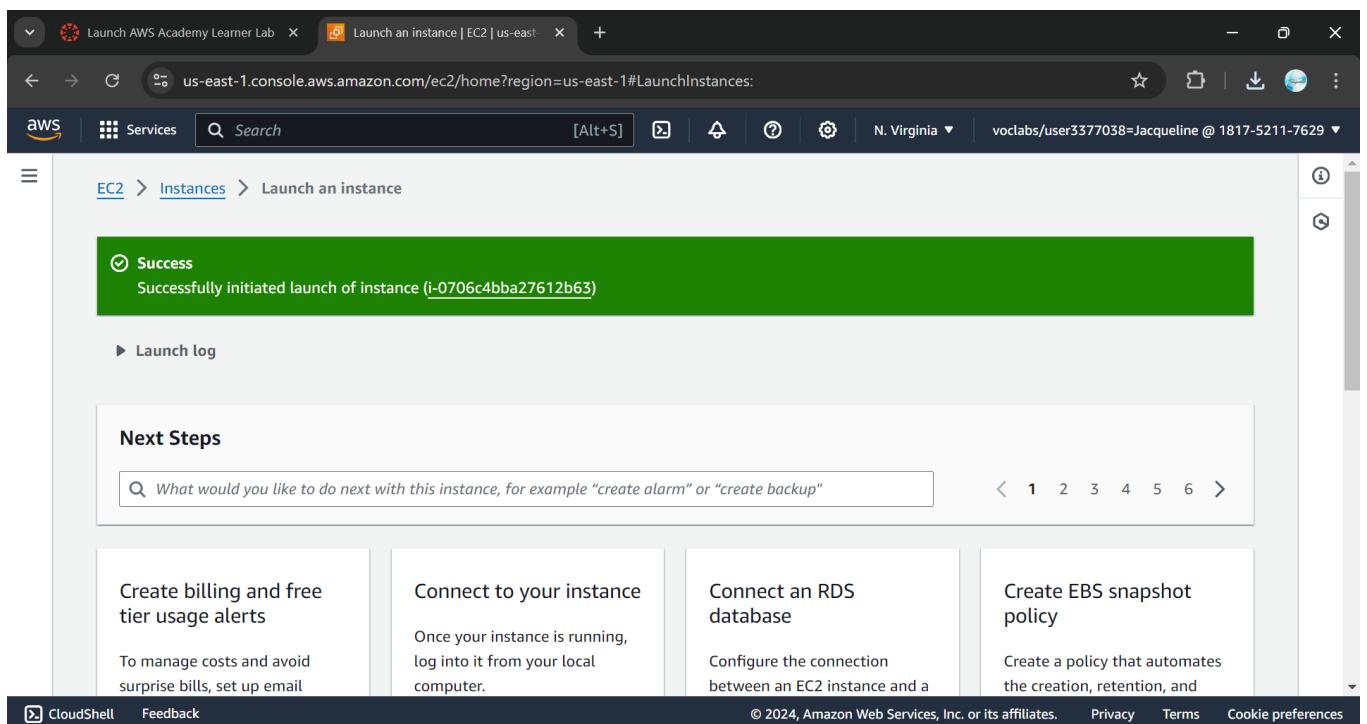 Launch AWS Academy Learner Lab
Launch an instance | EC2 | us-east-
us-east-1.console.aws.amazon.com/ec2/home?region=us-east-1#LaunchInstances:
aws
Services
Search
[Alt+S]
N. Virginia
voclabs/user3377038=Jacqueline @ 1817-5211-7629
EC2 > Instances > Launch an instance
Success
Successfully initiated launch of instance (i-0706c4bba27612b63)
Launch log
Next Steps
What would you like to do next with this instance, for example “create alarm” or “create backup"
1 2 3 4 5 6
Create billing and free
tier usage alerts
To manage costs and avoid
surprise bills, set up email
Connect to your instance
Once your instance is running,
log into it from your local
computer.
Connect an RDS
database
Configure the connection
between an EC2 instance and a
Create EBS snapshot
policy
Create a policy that automates
the creation, retention, and
CloudShell
Feedback
© 2024, Amazon Web Services, Inc. or its affiliates.
Privacy
Terms
Cookie preferences